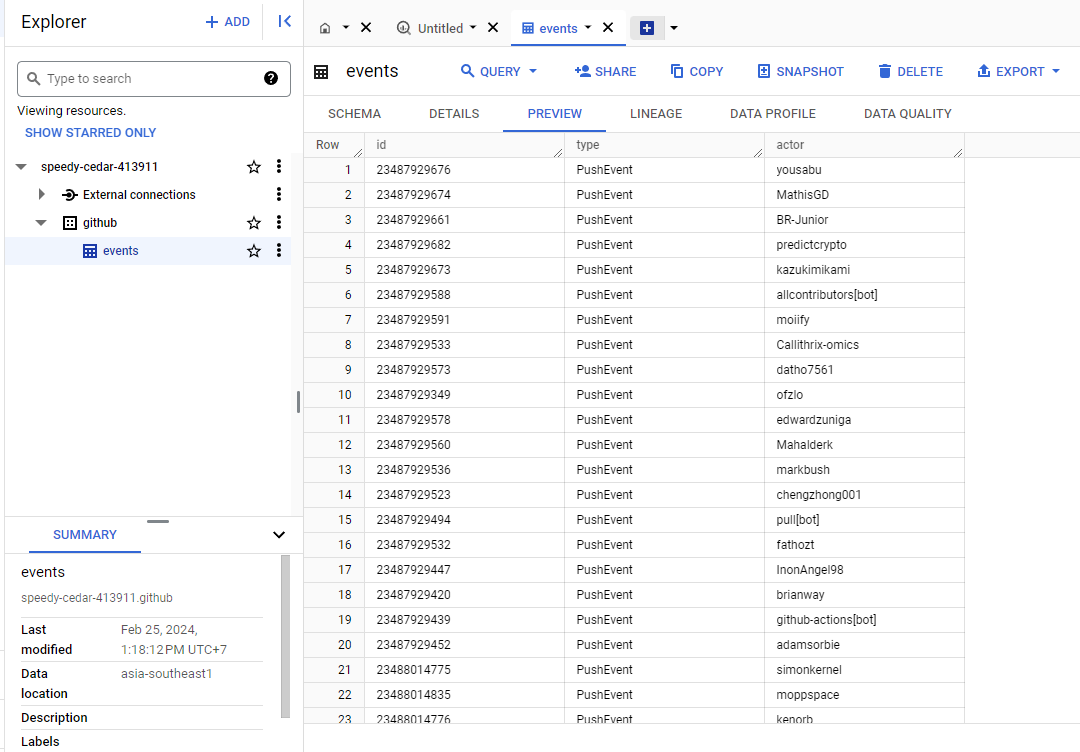 Explorer
+ ADD
Type to search
Viewing resources.
SHOW STARRED ONLY
speedy-cedar-413911
External connections
github
events
SUMMARY
events
speedy-cedar-413911.github
Last modified Feb 25, 2024, 1:18:12 PM UTC+7
Data location asia-southeast1
Description
Labels
Untitled
events
events
QUERY SHARE COPY SNAPSHOT DELETE EXPORT
SCHEMA DETAILS PREVIEW LINEAGE DATA PROFILE DATA QUALITY
Row id type actor
1 23487929676 PushEvent yousabu
2 23487929674 PushEvent MathisGD
3 23487929661 PushEvent BR-Junior
4 23487929682 PushEvent predictcrypto
5 23487929673 PushEvent kazukimikami
6 23487929588 PushEvent allcontributors[bot]
7 23487929591 PushEvent moiify
8 23487929533 PushEvent Callithrix-omics
9 23487929573 PushEvent datho7561
10 23487929349 PushEvent ofzlo
11 23487929578 PushEvent edwardzuniga
12 23487929560 PushEvent Mahalderk
13 23487929536 PushEvent markbush
14 23487929523 PushEvent chengzhong001
15 23487929494 PushEvent pull[bot]
16 23487929532 PushEvent fathozt
17 23487929447 PushEvent InonAngel98
18 23487929420 PushEvent brianway
19 23487929439 PushEvent github-actions[bot]
20 23487929452 PushEvent adamsorbie
21 23488014775 PushEvent simonkernel
22 23488014835 PushEvent moppspace
23 23488014776 PushEvent kenorb